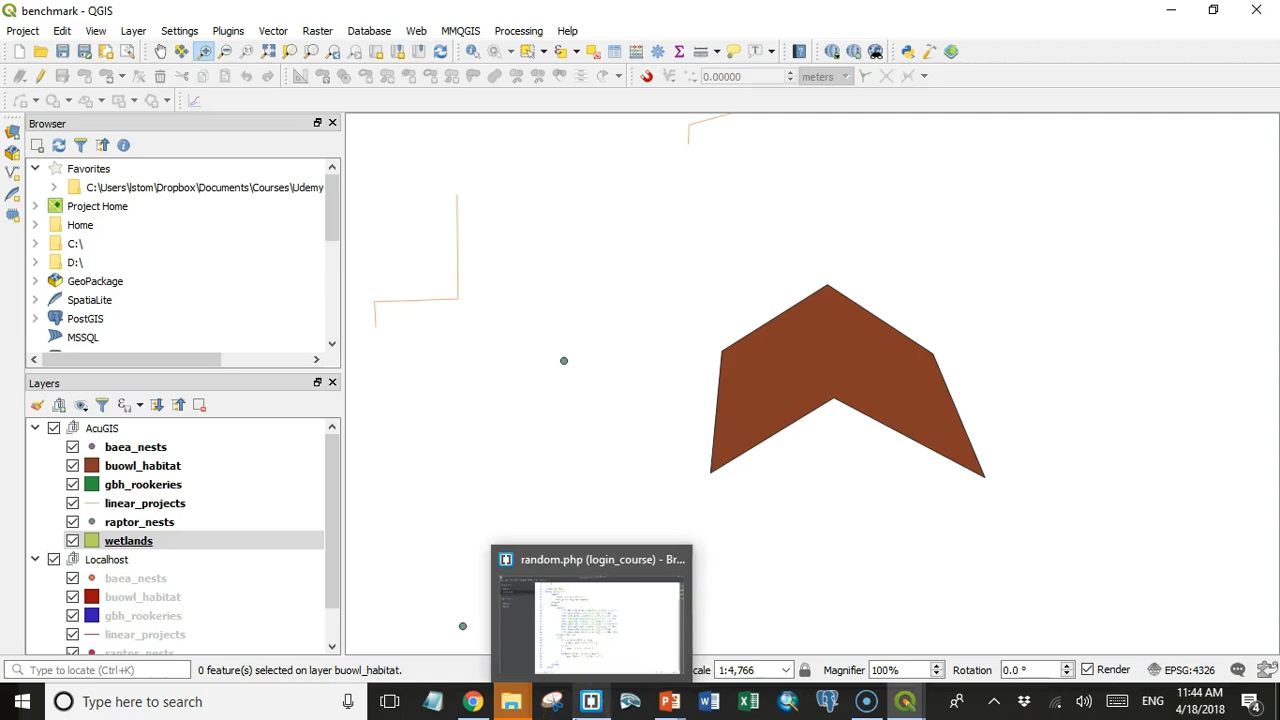 benchmark - QGIS
Project Edit View Layer Settings Plugins Vector Raster Database Web MMQGIS Processing Help
0.00000 meters
Browser
Favorites
C:\Users\lstom\Dropbox\Documents\Courses\Udemy
Project Home
Home
C:\
D:\
GeoPackage
SpatiaLite
PostGIS
MSSQL
Layers
AcuGIS
baea_nests
buowl_habitat
gbh_rookeries
linear_projects
raptor_nests
wetlands
Localhost
baea_nests
buowl_habitat
gbh_rookeries
linear_projects
raptor_nests
random.php (login_course) - Br...
Type to locate (Ctrl+K) 0 feature(s) selected on layer buowl_habitat. scale 1:4,766 Magnifier 100% Rotation 0.0 ° Render EPSG:4326
Type here to search ENG 11:44 AM
4/18/2018